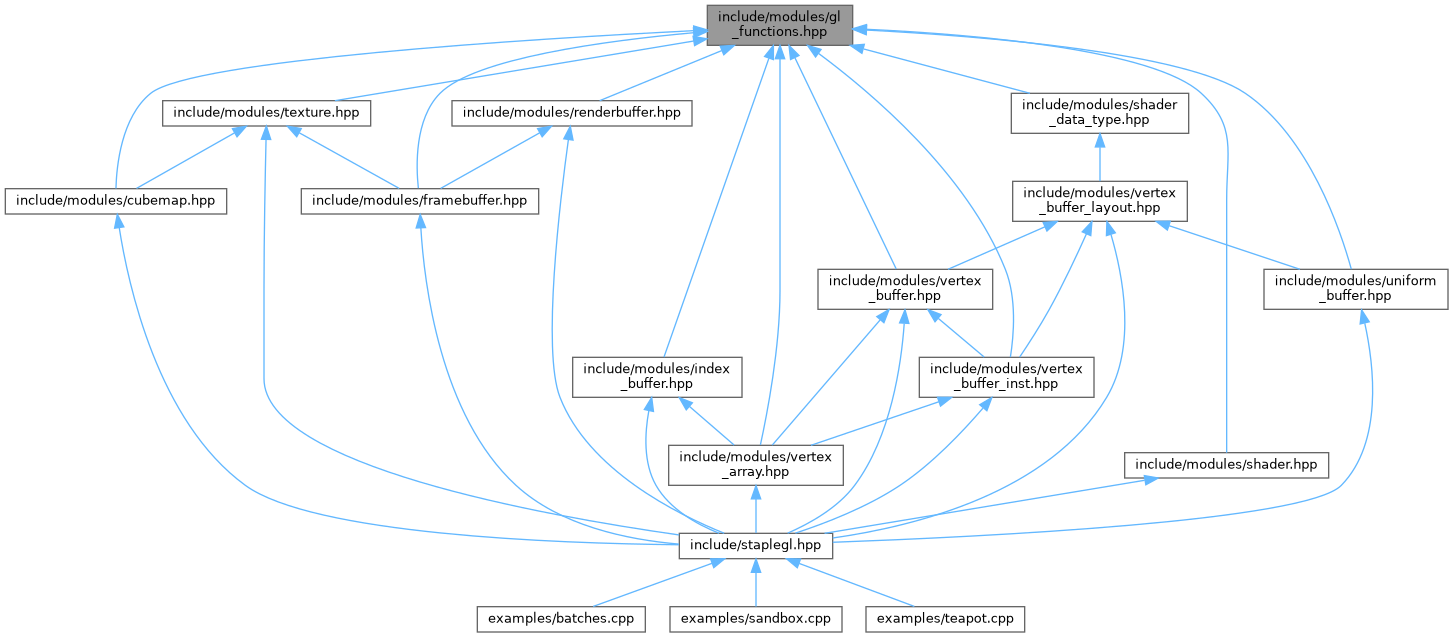 include/modules/gl
_functions.hpp
include/modules/texture.hpp
include/modules/renderbuffer.hpp
include/modules/shader
_data_type.hpp
include/modules/cubemap.hpp
include/modules/framebuffer.hpp
include/modules/vertex
_buffer_layout.hpp
include/modules/vertex
_buffer.hpp
include/modules/uniform
_buffer.hpp
include/modules/index
_buffer.hpp
include/modules/vertex
_buffer_inst.hpp
include/modules/vertex
_array.hpp
include/modules/shader.hpp
include/staplegl.hpp
examples/batches.cpp
examples/sandbox.cpp
examples/teapot.cpp